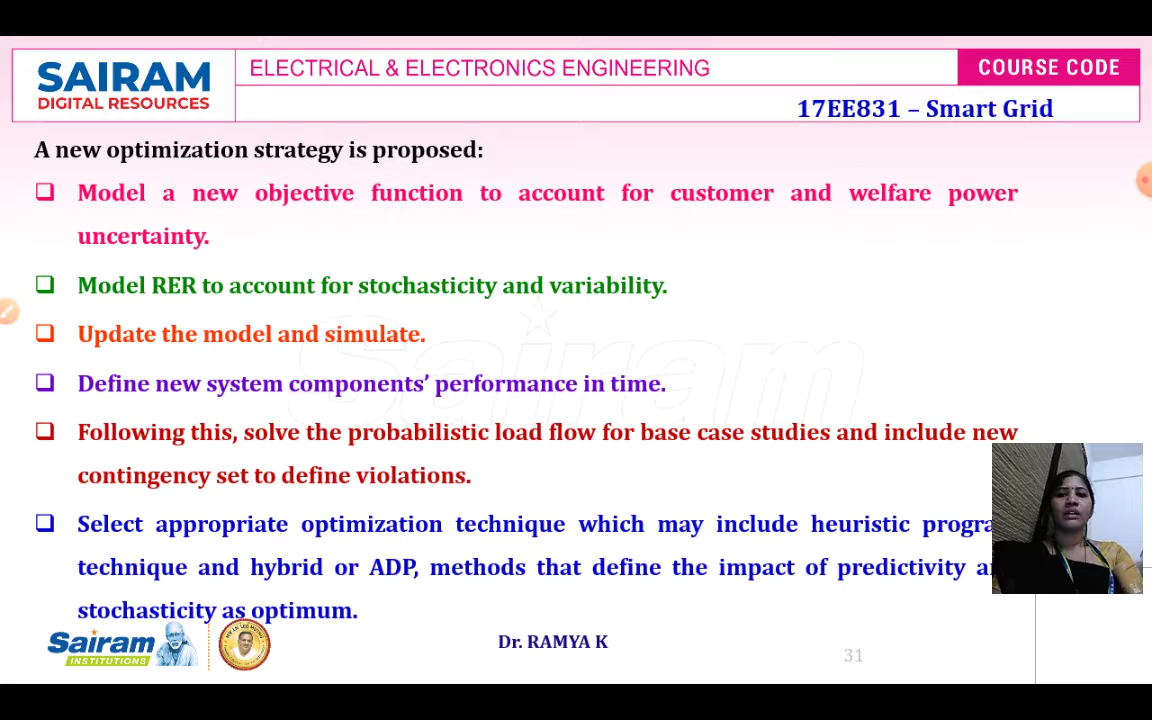 SAIRAM
DIGITAL RESOURCES
ELECTRICAL & ELECTRONICS ENGINEERING
COURSE CODE
17EE831 – Smart Grid
A new optimization strategy is proposed:
Model a new objective function to account for customer and welfare power
uncertainty.
Model RER to account for stochasticity and variability.
Update the model and simulate.
Define new system components’ performance in time.
Following this, solve the probabilistic load flow for base case studies and include new
contingency set to define violations.
Select appropriate optimization technique which may include heuristic
technique and hybrid or ADP, methods that define the impact of predictivity
stochasticity as optimum.
Sairam
Sairam
INSTITUTIONS
Dr. RAMYA K
31